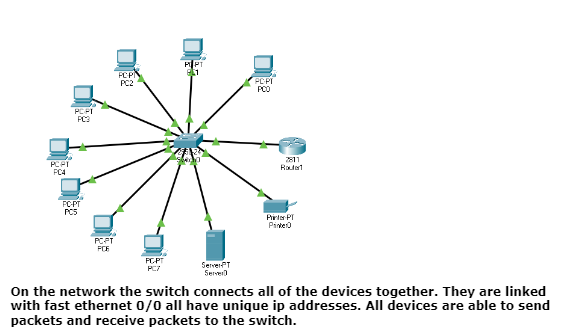 PC-PT
PC1
PC-PT
PC2
PC-PT
PC0
PC-PT
PC3
PC-PT
PC4
2811
Router1
PC-PT
PC5
Printer-PT
Printer0
PC-PT
PC6
PC-PT
PC7
Server-PT
Server0
On the network the switch connects all of the devices together. They are linked
with fast ethernet 0/0 all have unique ip addresses. All devices are able to send
packets and receive packets to the switch.